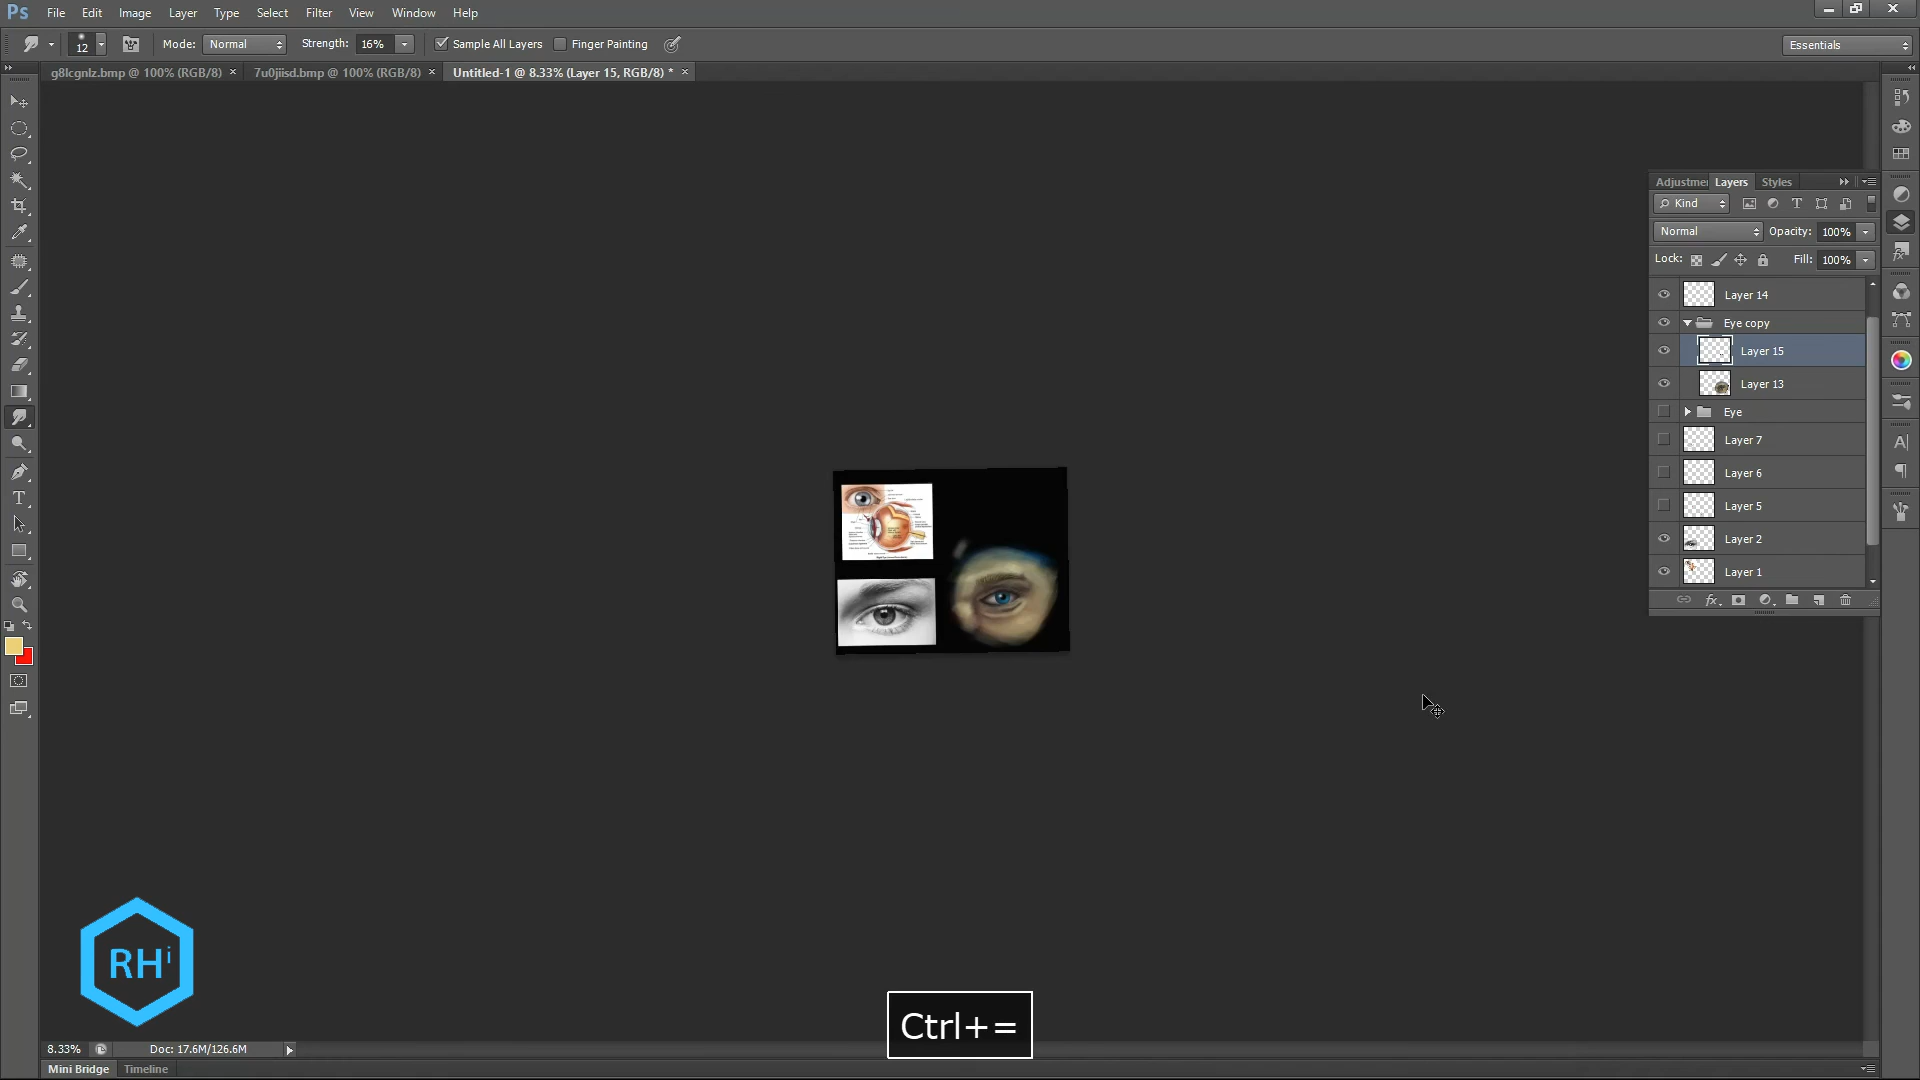 Ps File Edit Image Layer Type Select Filter View Window Help
12 Mode: Normal Strength: 16% Sample All Layers Finger Painting Essentials
g8lcgnlz.bmp @ 100% (RGB/8) × 7u0jiisd.bmp @ 100% (RGB/8) × Untitled-1 @ 8.33% (Layer 15, RGB/8) * ×
Adjustmen Layers Styles
Kind
Normal Opacity: 100%
Lock: Fill: 100%
Layer 14
Eye copy
Layer 15
Layer 13
Eye
Layer 7
Layer 6
Layer 5
Layer 2
Layer 1
RHi
Ctrl+=
8.33% Doc: 17.6M/126.6M
Mini Bridge Timeline